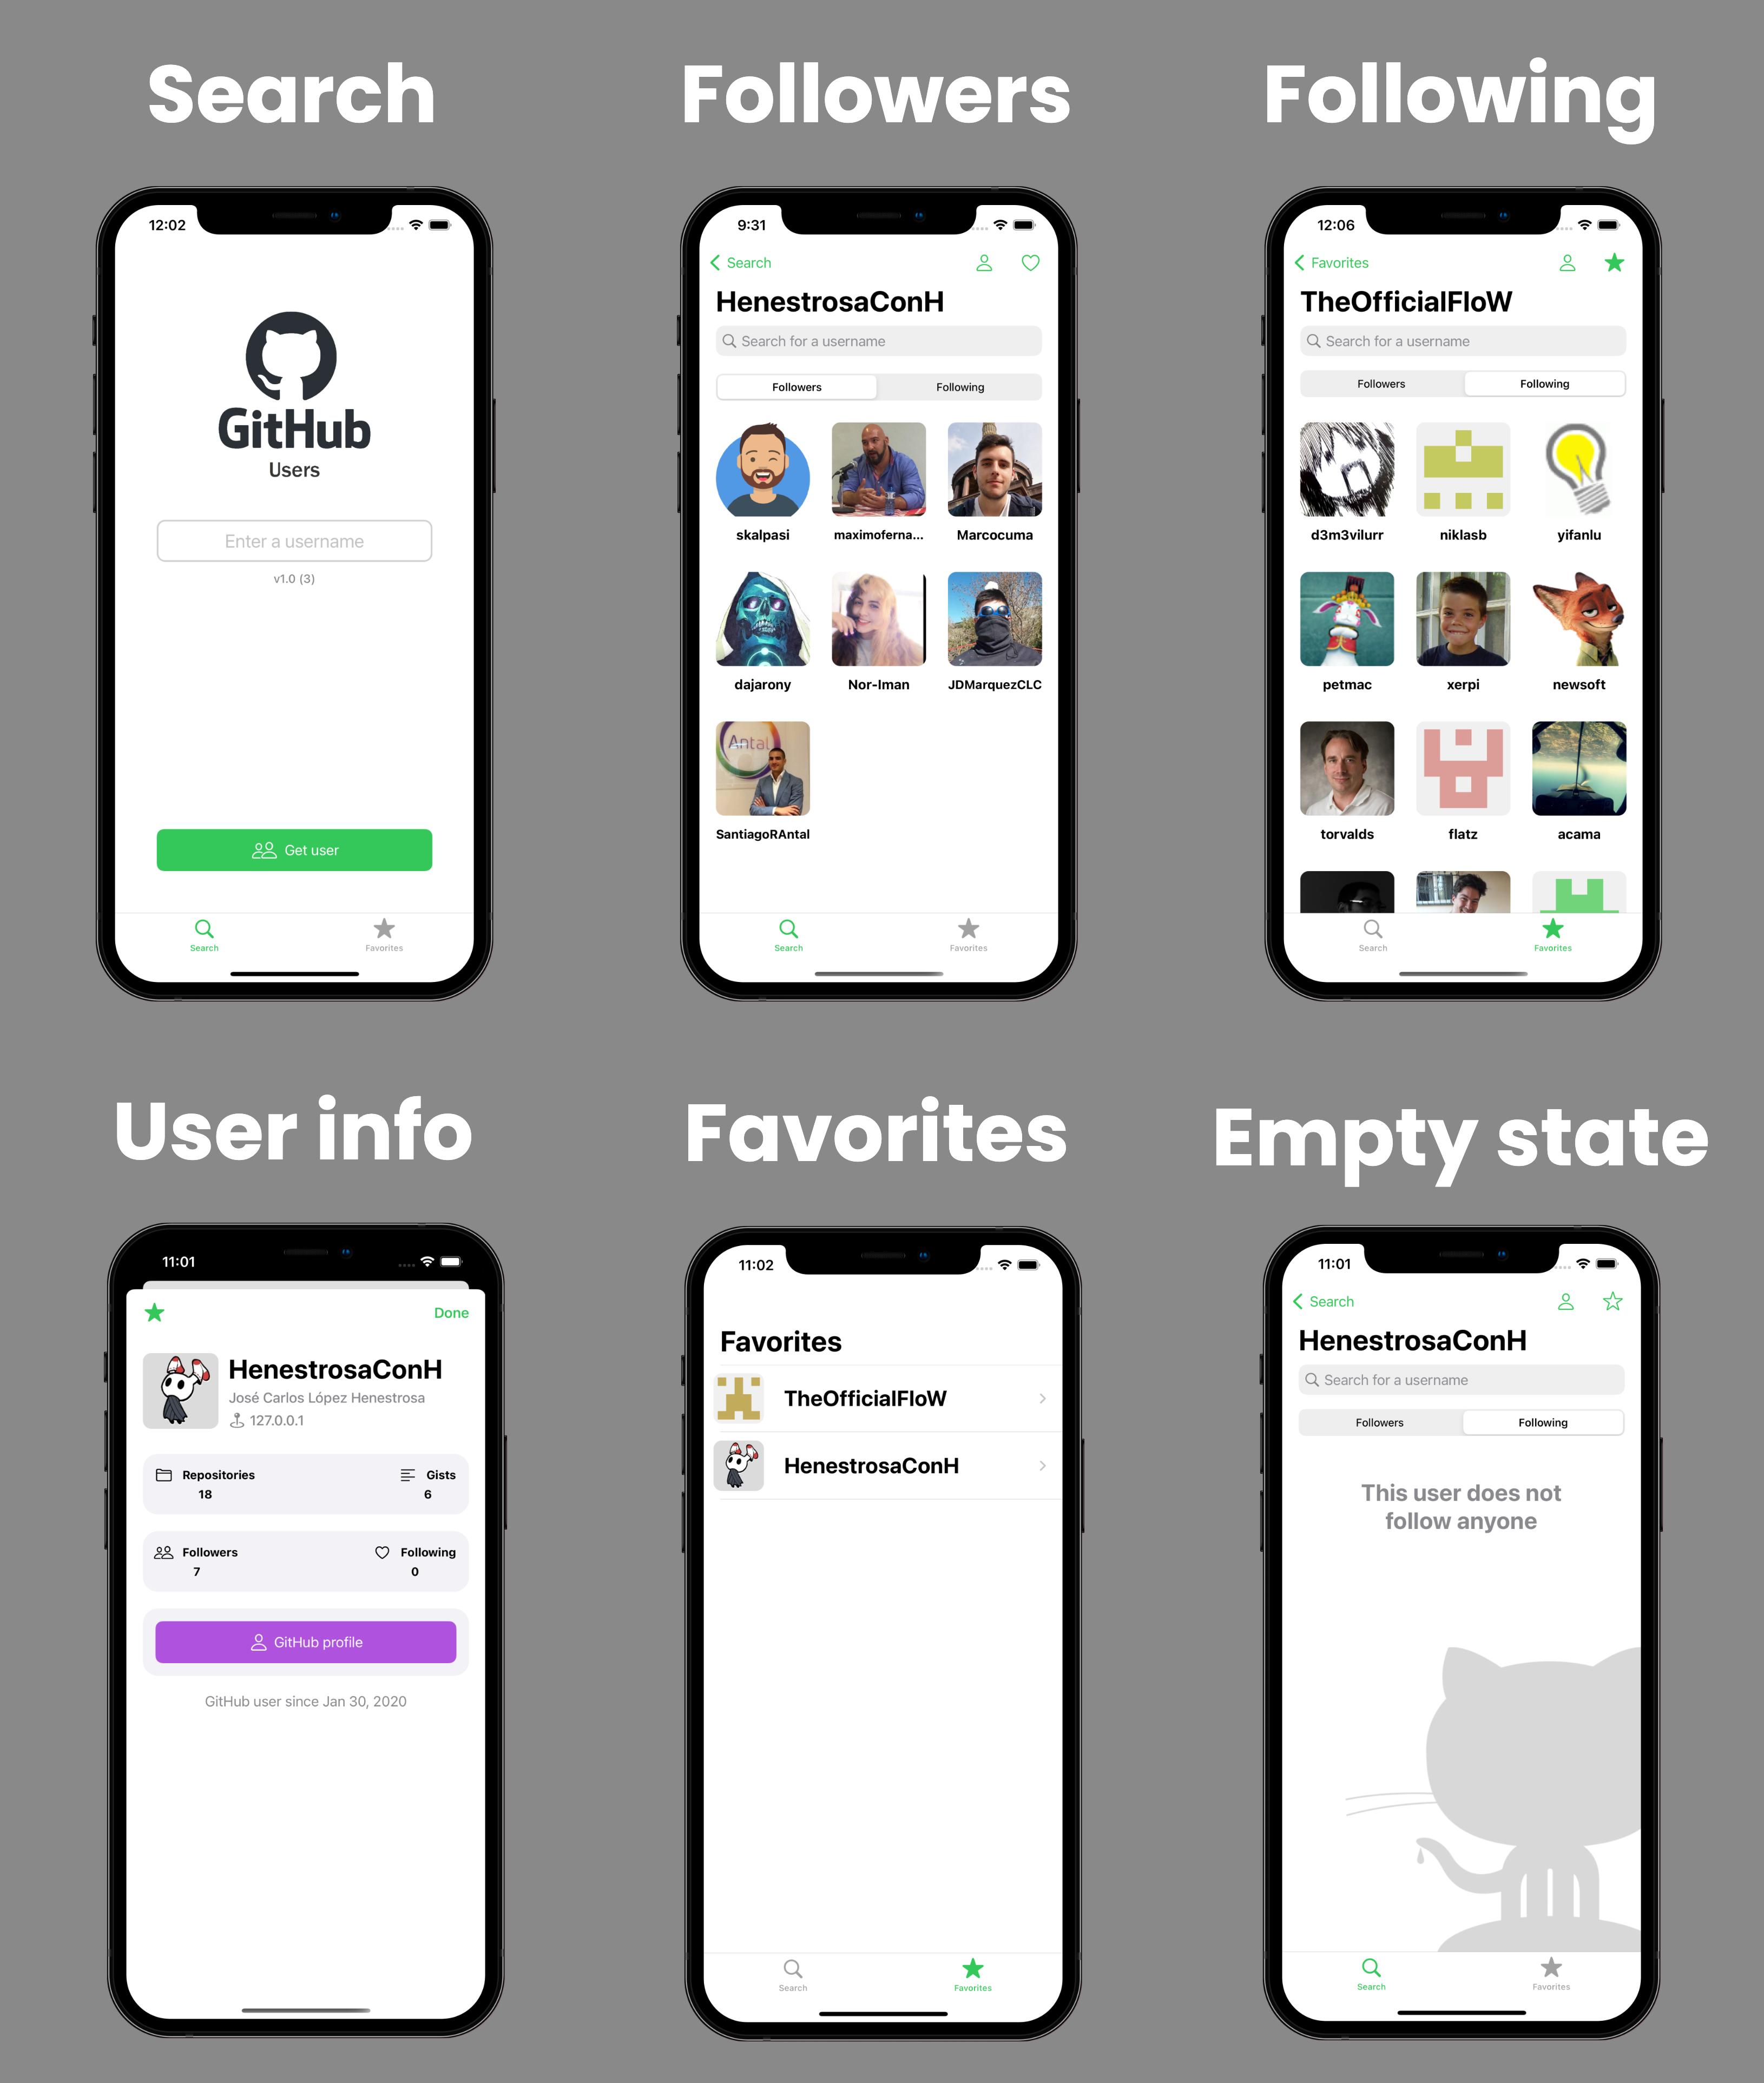 Search
12:02
GitHub
Users
Enter a username
v1.0 (3)
Get user
Search
Favorites
Followers
9:31
Search
HenestrosaConH
Search for a username
Followers
Following
skalpasi
maximoferna...
Marcocuma
dajarony
Nor-Iman
JDMarquezCLC
Antal
SantiagoRAntal
Search
Favorites
Following
12:06
Favorites
TheOfficialFloW
Search for a username
Followers
Following
d3m3vilurr
niklasb
yifanlu
petmac
xerpi
newsoft
torvalds
flatz
acama
Search
Favorites
User info
11:01
Done
HenestrosaConH
José Carlos López Henestrosa
127.0.0.1
Repositories
18
Gists
6
Followers
7
Following
0
GitHub profile
GitHub user since Jan 30, 2020
Favorites
11:02
Favorites
TheOfficialFloW
HenestrosaConH
Search
Favorites
Empty state
11:01
Search
HenestrosaConH
Search for a username
Followers
Following
This user does not
follow anyone
Search
Favorites